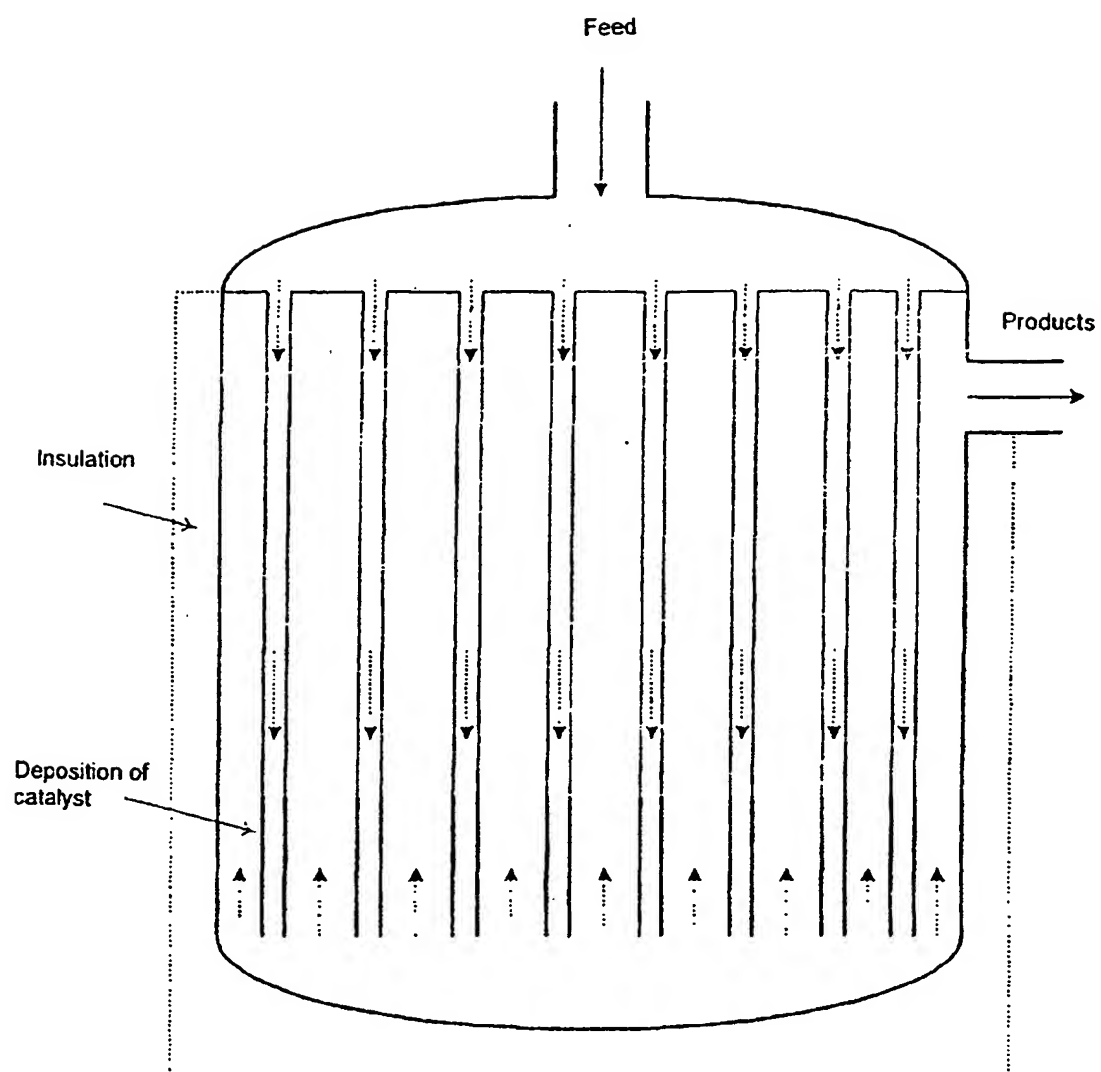 Feed
Products
Insulation
Deposition of
catalyst